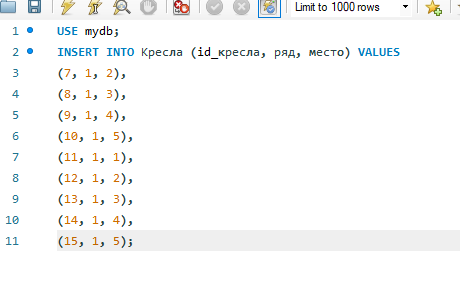 Limit to 1000 rows
1 USE mydb;
2 INSERT INTO Кресла (id_кресла, ряд, место) VALUES
3 (7, 1, 2),
4 (8, 1, 3),
5 (9, 1, 4),
6 (10, 1, 5),
7 (11, 1, 1),
8 (12, 1, 2),
9 (13, 1, 3),
10 (14, 1, 4),
11 (15, 1, 5);